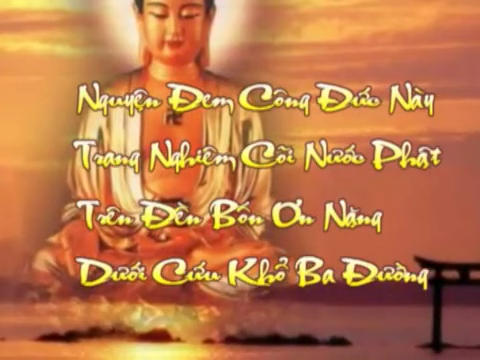 Nguyện Đem Công Đức Này
Trang Nghiêm Cõi Nước Phật
Trên Đền Bốn Ơn Nặng
Dưới Cứu Khổ Ba Đường